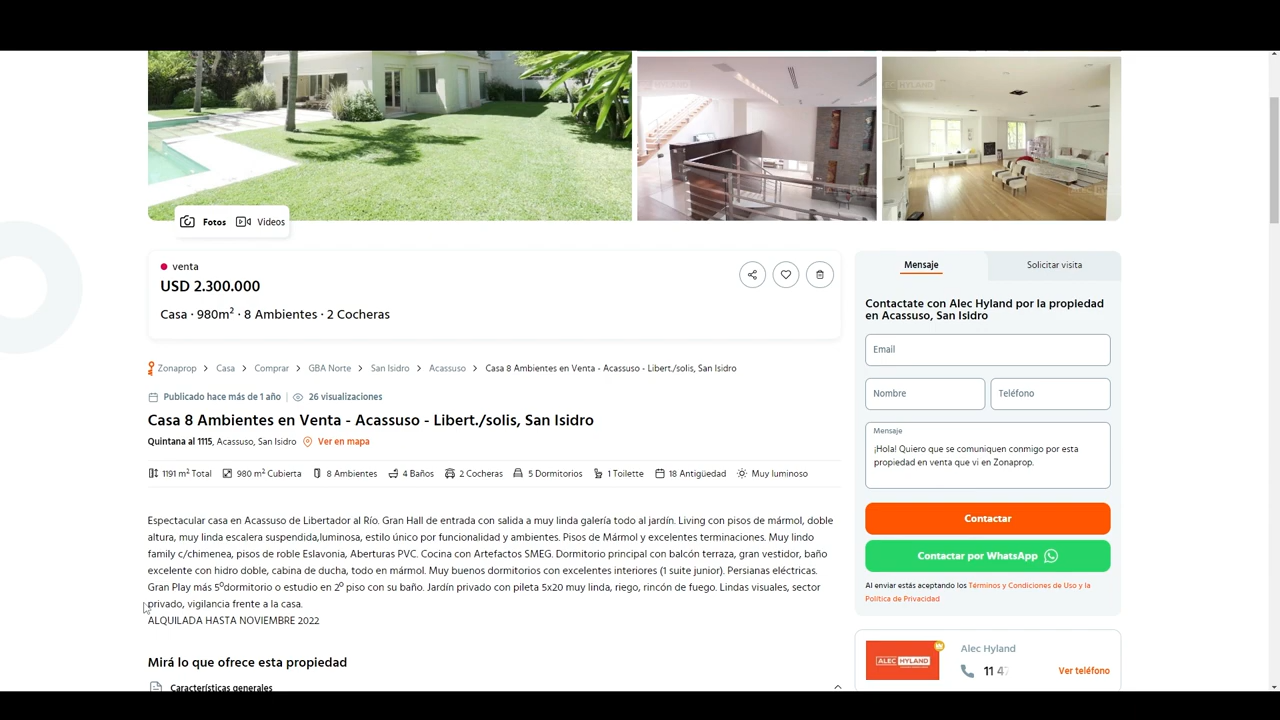 Fotos
Videos
venta
USD 2.300.000
Casa · 980m² · 8 Ambientes · 2 Cocheras
Zonaprop > Casa > Comprar > GBA Norte > San Isidro > Acassuso > Casa 8 Ambientes en Venta - Acassuso - Libert./solis, San Isidro
Publicado hace más de 1 año | 26 visualizaciones
Casa 8 Ambientes en Venta - Acassuso - Libert./solis, San Isidro
Quintana al 1115, Acassuso, San Isidro Ver en mapa
1191 m² Total 980 m² Cubierta 8 Ambientes 4 Baños 2 Cocheras 5 Dormitorios 1 Toilette 18 Antigüedad Muy luminoso
Espectacular casa en Acassuso de Libertador al Río. Gran Hall de entrada con salida a muy linda galería todo al jardín. Living con pisos de mármol, doble
altura, muy linda escalera suspendida,luminosa, estilo único por funcionalidad y ambientes. Pisos de Mármol y excelentes terminaciones. Muy lindo
family c/chimenea, pisos de roble Eslavonia, Aberturas PVC. Cocina con Artefactos SMEG. Dormitorio principal con balcón terraza, gran vestidor, baño
excelente con hidro doble, cabina de ducha, todo en mármol. Muy buenos dormitorios con excelentes interiores (1 suite junior). Persianas eléctricas.
Gran Play más 5ºdormitorio o estudio en 2º piso con su baño. Jardín privado con pileta 5x20 muy linda, riego, rincón de fuego. Lindas visuales, sector
privado, vigilancia frente a la casa.
ALQUILADA HASTA NOVIEMBRE 2022
Mirá lo que ofrece esta propiedad
Características generales
Mensaje
Solicitar visita
Contactate con Alec Hyland por la propiedad
en Acassuso, San Isidro
Email
Nombre
Teléfono
Mensaje
¡Hola! Quiero que se comuniquen conmigo por esta
propiedad en venta que vi en Zonaprop.
Contactar
Contactar por WhatsApp
Al enviar estás aceptando los Términos y Condiciones de Uso y la
Política de Privacidad
ALEC HYLAND
Alec Hyland
11 47
Ver teléfono